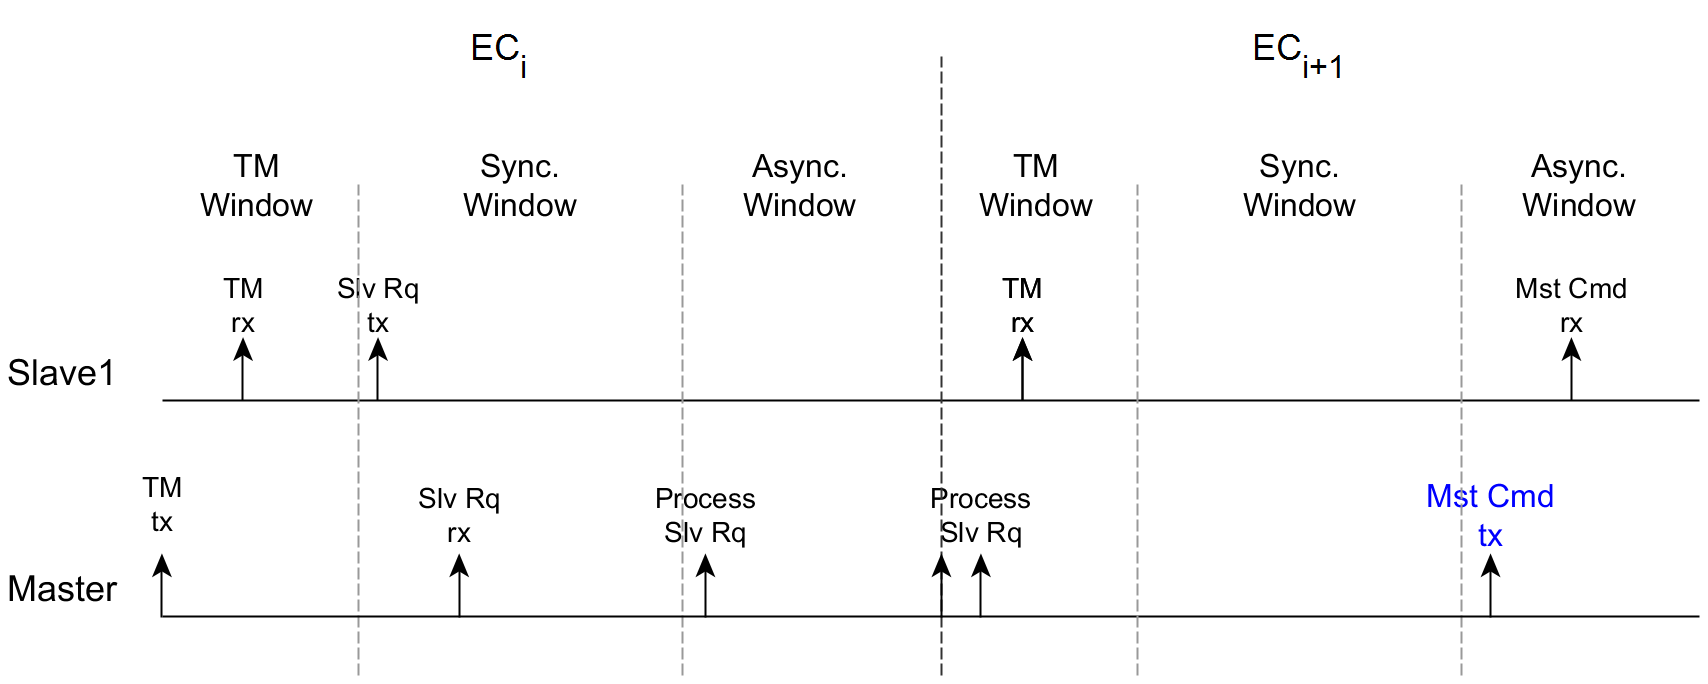 ECi
ECi+1
TM
Window
Sync.
Window
Async.
Window
TM
Window
Sync.
Window
Async.
Window
TM
rx
Slv Rq
tx
TM
rx
Mst Cmd
rx
Slave1
TM
tx
Slv Rq
rx
Process
Slv Rq
Process
Slv Rq
Mst Cmd
tx
Master